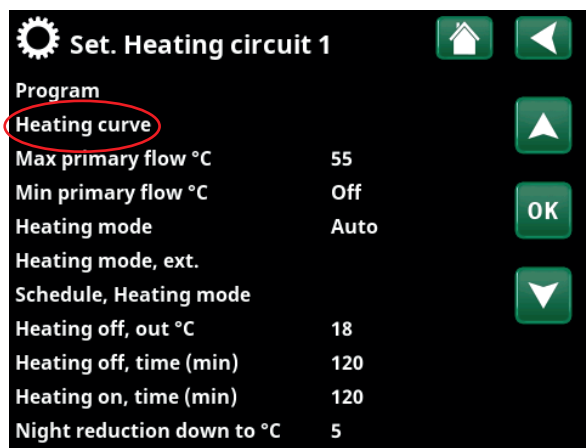 Set. Heating circuit 1
Program
Heating curve
Max primary flow °C 55
Min primary flow °C Off
Heating mode Auto
OK
Heating mode, ext.
Schedule, Heating mode
Heating off, out °C 18
Heating off, time (min) 120
Heating on, time (min) 120
Night reduction down to °C 5